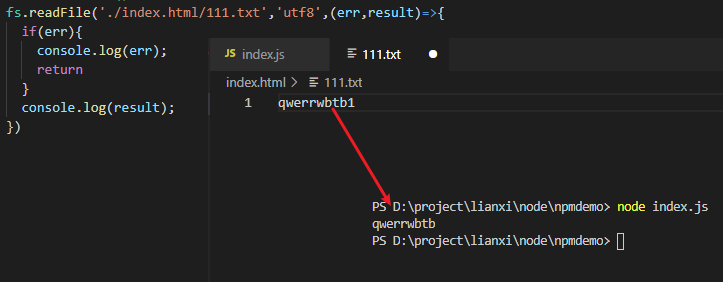 fs.readFile('./index.html/111.txt','utf8',(err,result)=>{
if(err){
console.log(err);
return
}
console.log(result);
})
JS index.js
111.txt
index.html > 111.txt
1 qwerrwbtb1
PS D:\project\lianxi\node\npmdemo> node index.js
qwerrwbtb
PS D:\project\lianxi\node\npmdemo>